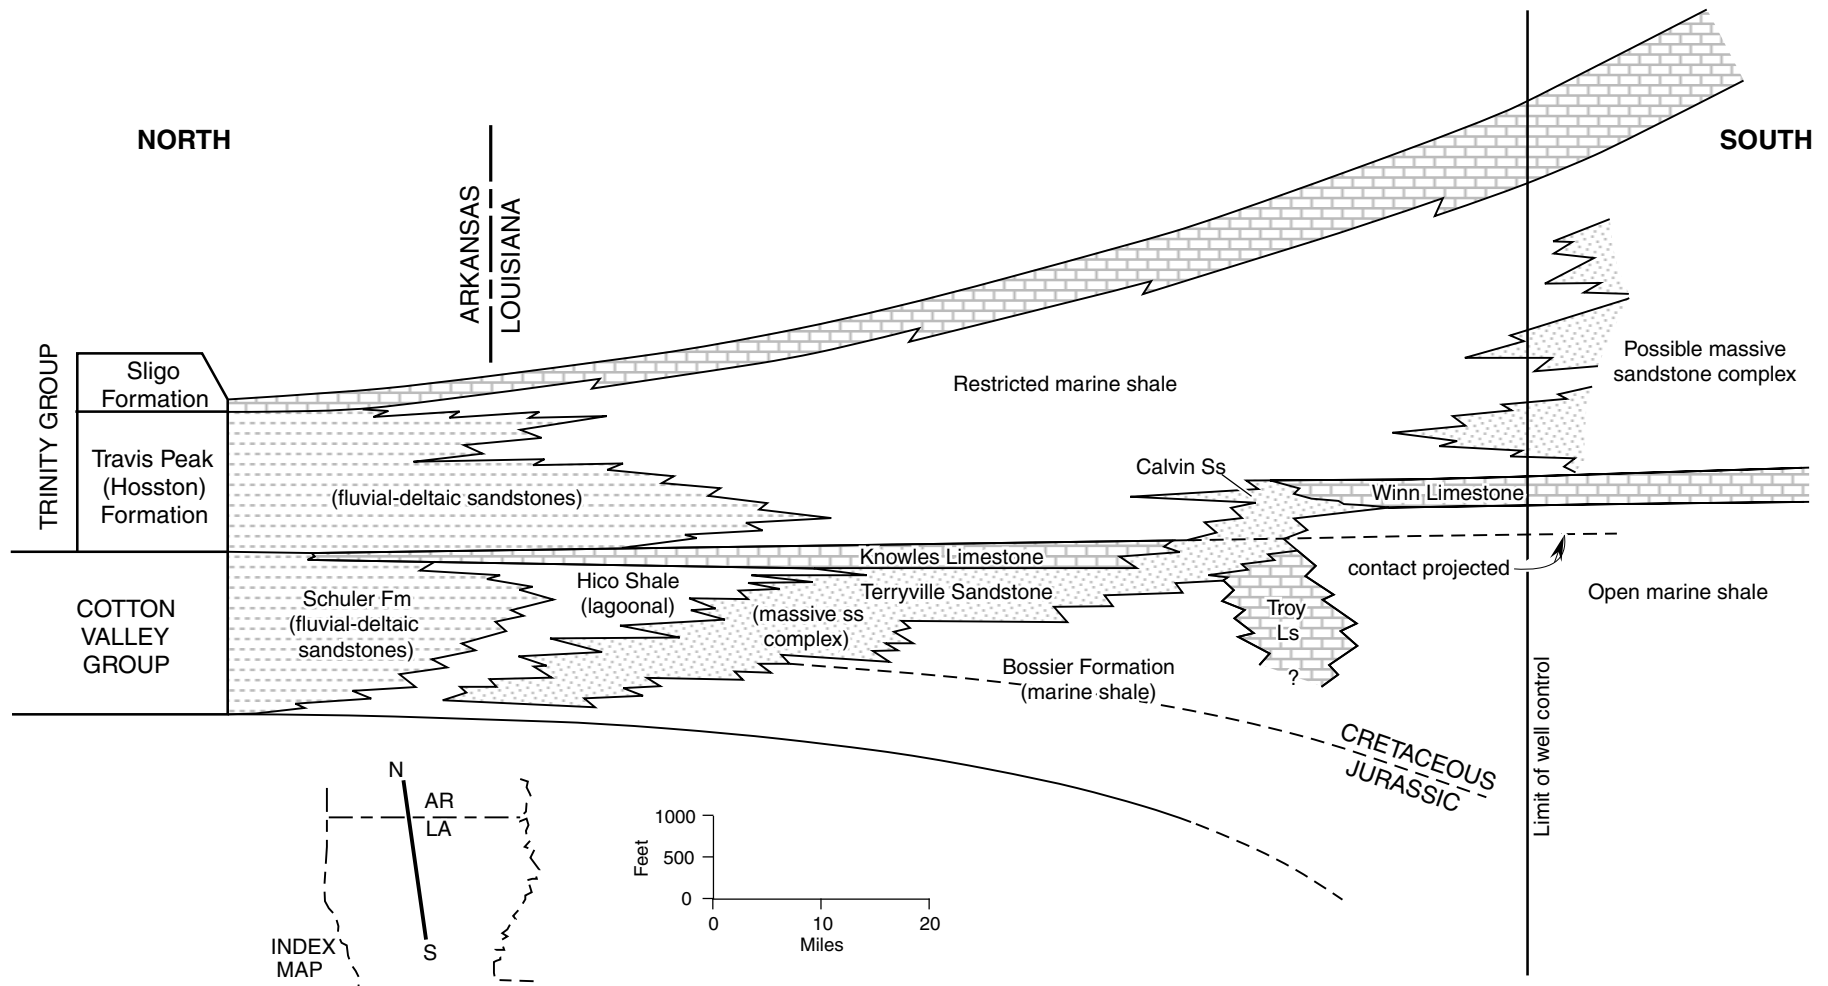 NORTH
SOUTH
ARKANSAS
LOUISIANA
TRINITY GROUP
Sligo
Formation
Travis Peak
(Hosston)
Formation
(fluvial-deltaic sandstones)
Restricted marine shale
Possible massive
sandstone complex
Calvin Ss
Winn Limestone
Knowles Limestone
contact projected
Open marine shale
COTTON
VALLEY
GROUP
Schuler Fm
(fluvial-deltaic
sandstones)
Hico Shale
(lagoonal)
Terryville Sandstone
(massive ss
complex)
Troy
Ls
?
Bossier Formation
(marine shale)
CRETACEOUS
JURASSIC
Limit of well control
N
AR
LA
S
INDEX
MAP
Feet
1000
500
0
0
10
20
Miles